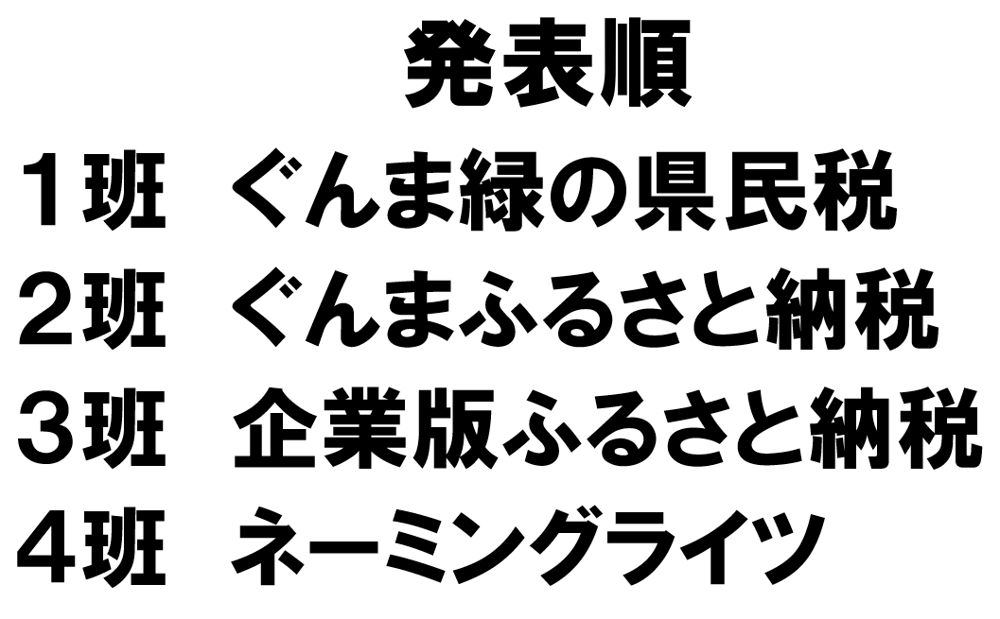 発表順
１班　ぐんま緑の県民税
２班　ぐんまふるさと納税
３班　企業版ふるさと納税
４班　ネーミングライツ